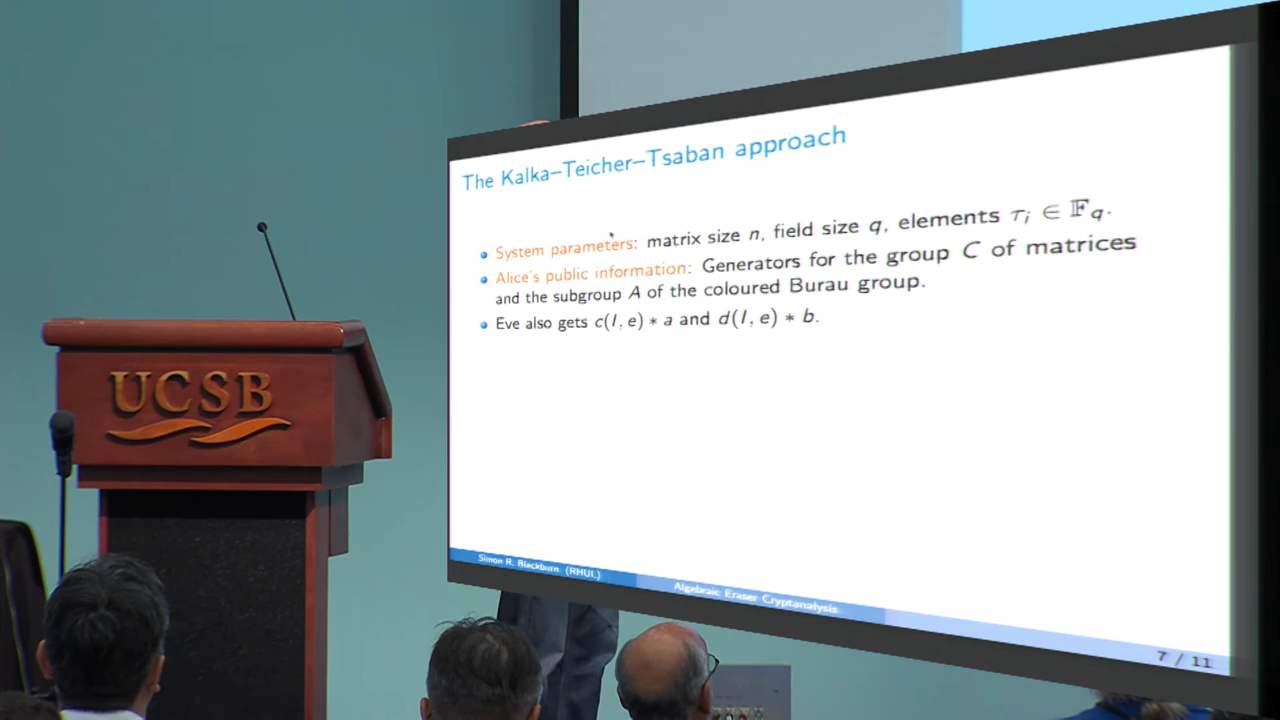 The Kalka–Teicher–Tsaban approach
System parameters: matrix size n, field size q, elements τᵢ ∈ 𝔽_q.
Alice's public information: Generators for the group C of matrices
and the subgroup A of the coloured Burau group.
Eve also gets c(I, e) * a and d(I, e) * b.
UCSB
Simon R. Blackburn (RHUL)
Algebraic Eraser Cryptanalysis
7 / 11